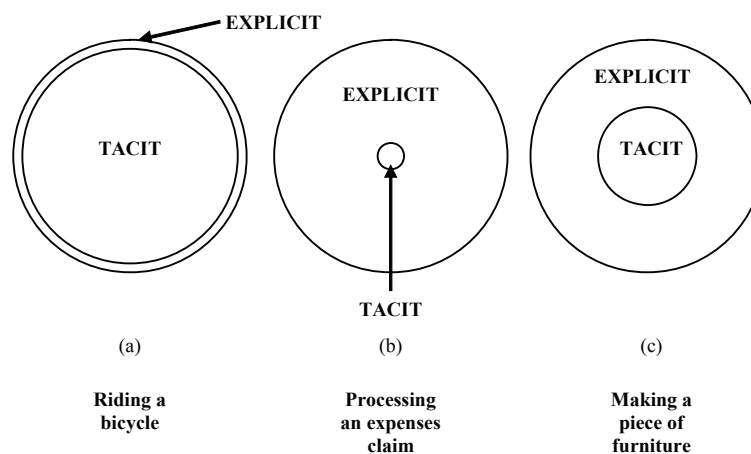 EXPLICIT
TACIT
EXPLICIT
TACIT
EXPLICIT
TACIT
(a)
(b)
(c)
Riding a
bicycle
Processing
an expenses
claim
Making a
piece of
furniture